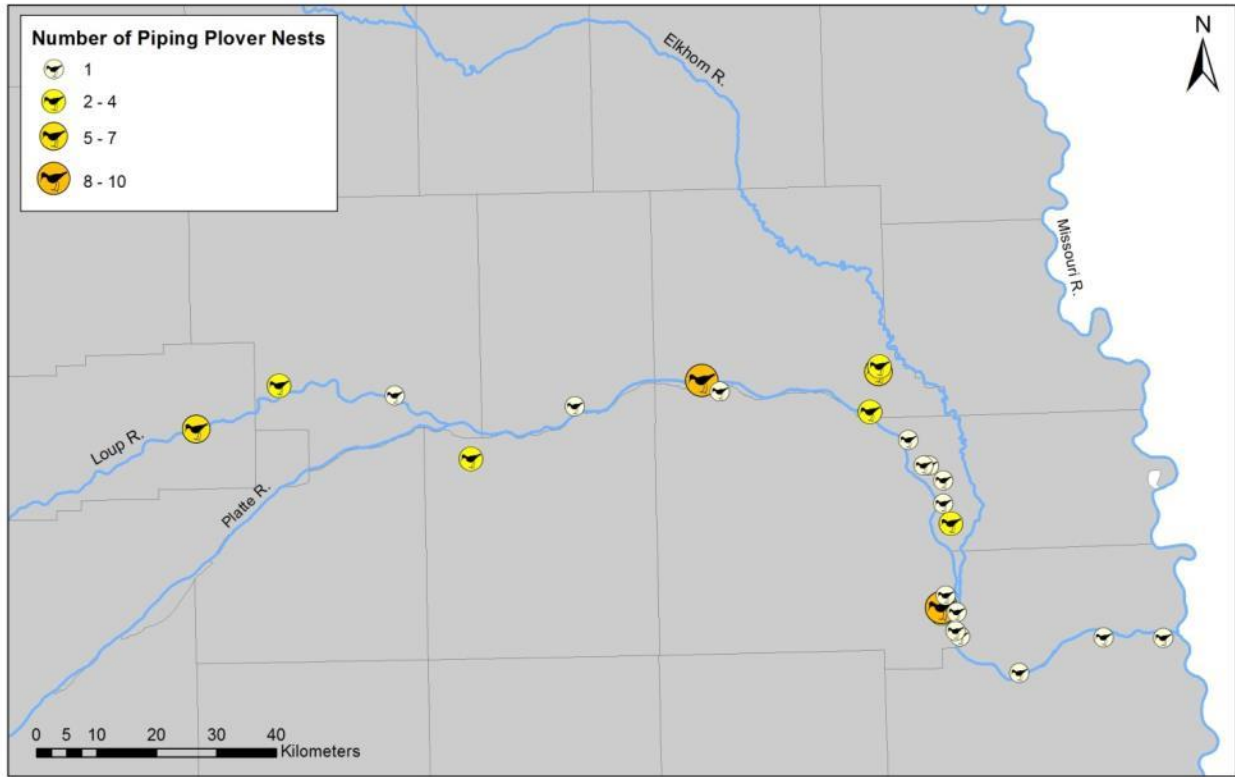 Number of Piping Plover Nests
1
2 - 4
5 - 7
8 - 10
N
Elkhorn R.
Missouri R.
Loup R.
Platte R.
0 5 10 20 30 40
Kilometers